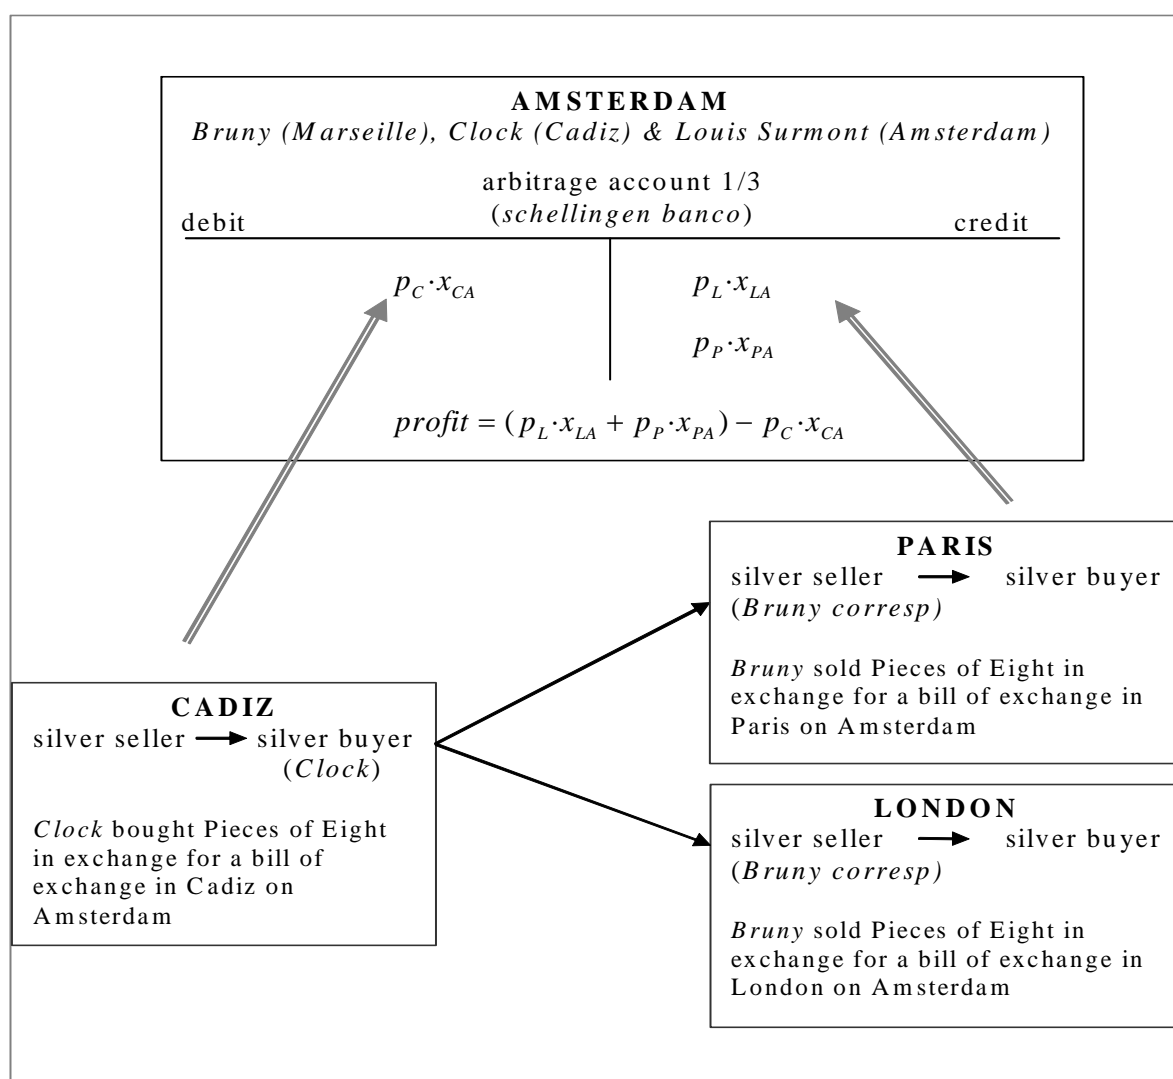 AMSTERDAM
Bruny (Marseille), Clock (Cadiz) & Louis Surmont (Amsterdam)
arbitrage account 1/3
(schellingen banco)
debit credit
p_C·x_CA p_L·x_LA
p_P·x_PA
profit = (p_L·x_LA + p_P·x_PA) − p_C·x_CA
CADIZ
silver seller silver buyer
(Clock)
Clock bought Pieces of Eight
in exchange for a bill of
exchange in Cadiz on
Amsterdam
PARIS
silver seller silver buyer
(Bruny corresp)
Bruny sold Pieces of Eight in
exchange for a bill of exchange in
Paris on Amsterdam
LONDON
silver seller silver buyer
(Bruny corresp)
Bruny sold Pieces of Eight in
exchange for a bill of exchange in
London on Amsterdam